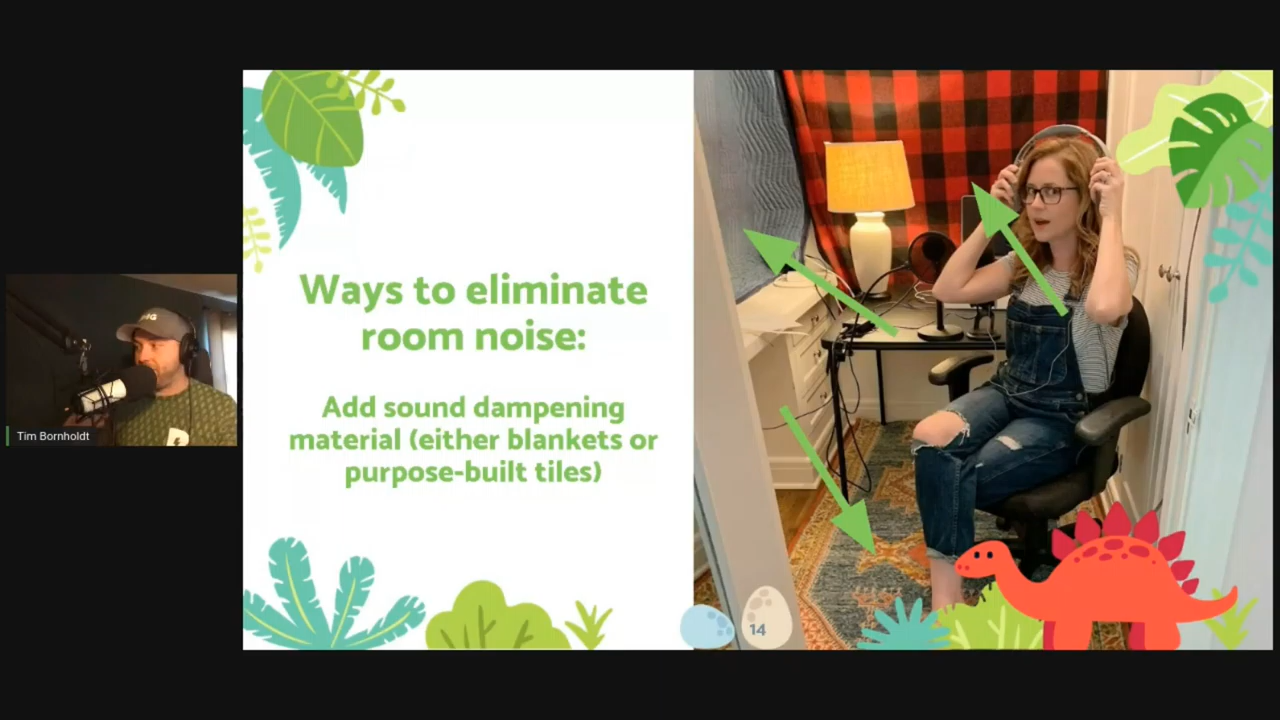 Ways to eliminate
room noise:
Add sound dampening
material (either blankets or
purpose-built tiles)
Tim Bornholdt
14